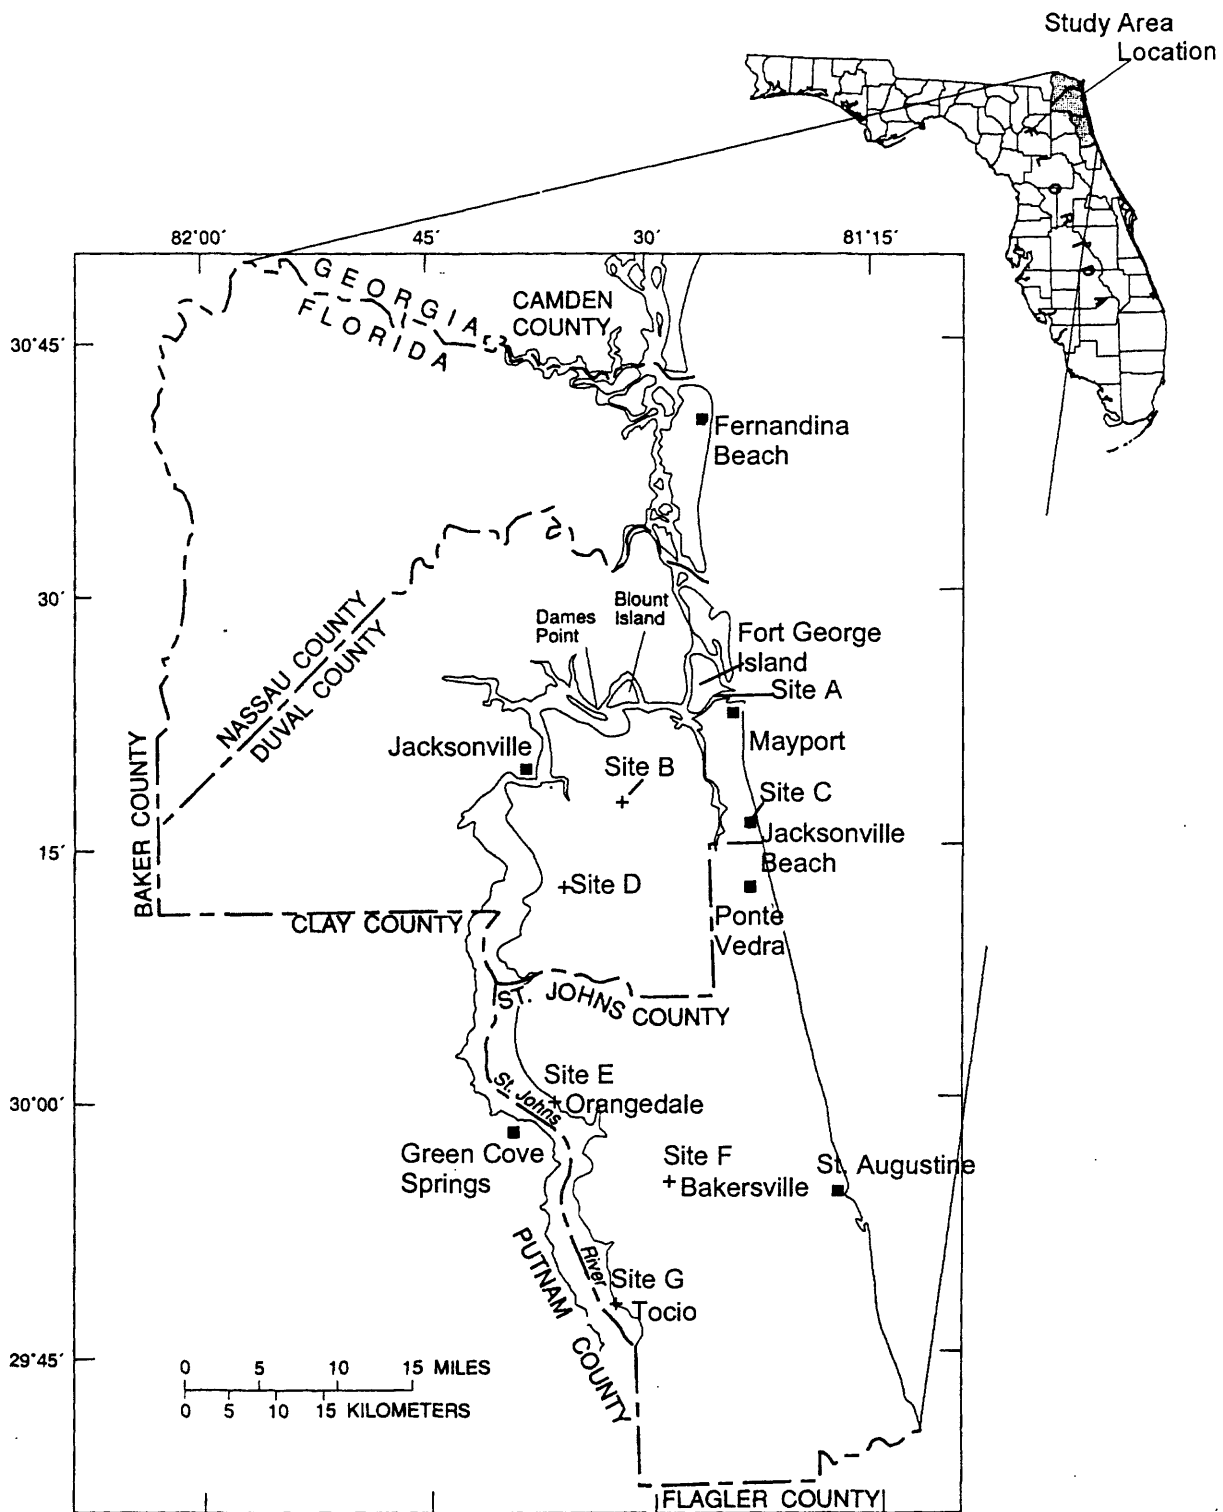 Study Area
Location
82°00′
45′
30′
81°15′
GEORGIA
FLORIDA
CAMDEN
COUNTY
30°45′
Fernandina
Beach
30′
Dames
Point
Blount
Island
Fort George
Island
Site A
NASSAU COUNTY
DUVAL COUNTY
Mayport
Jacksonville
Site B
Site C
BAKER COUNTY
15′
Jacksonville
Beach
Site D
Ponte
Vedra
CLAY COUNTY
ST. JOHNS COUNTY
Site E
Orangedale
St. Johns
30°00′
Green Cove
Springs
Site F
Bakersville
St. Augustine
PUTNAM COUNTY
River
Site G
Tocio
29°45′
0 5 10 15 MILES
0 5 10 15 KILOMETERS
FLAGLER COUNTY